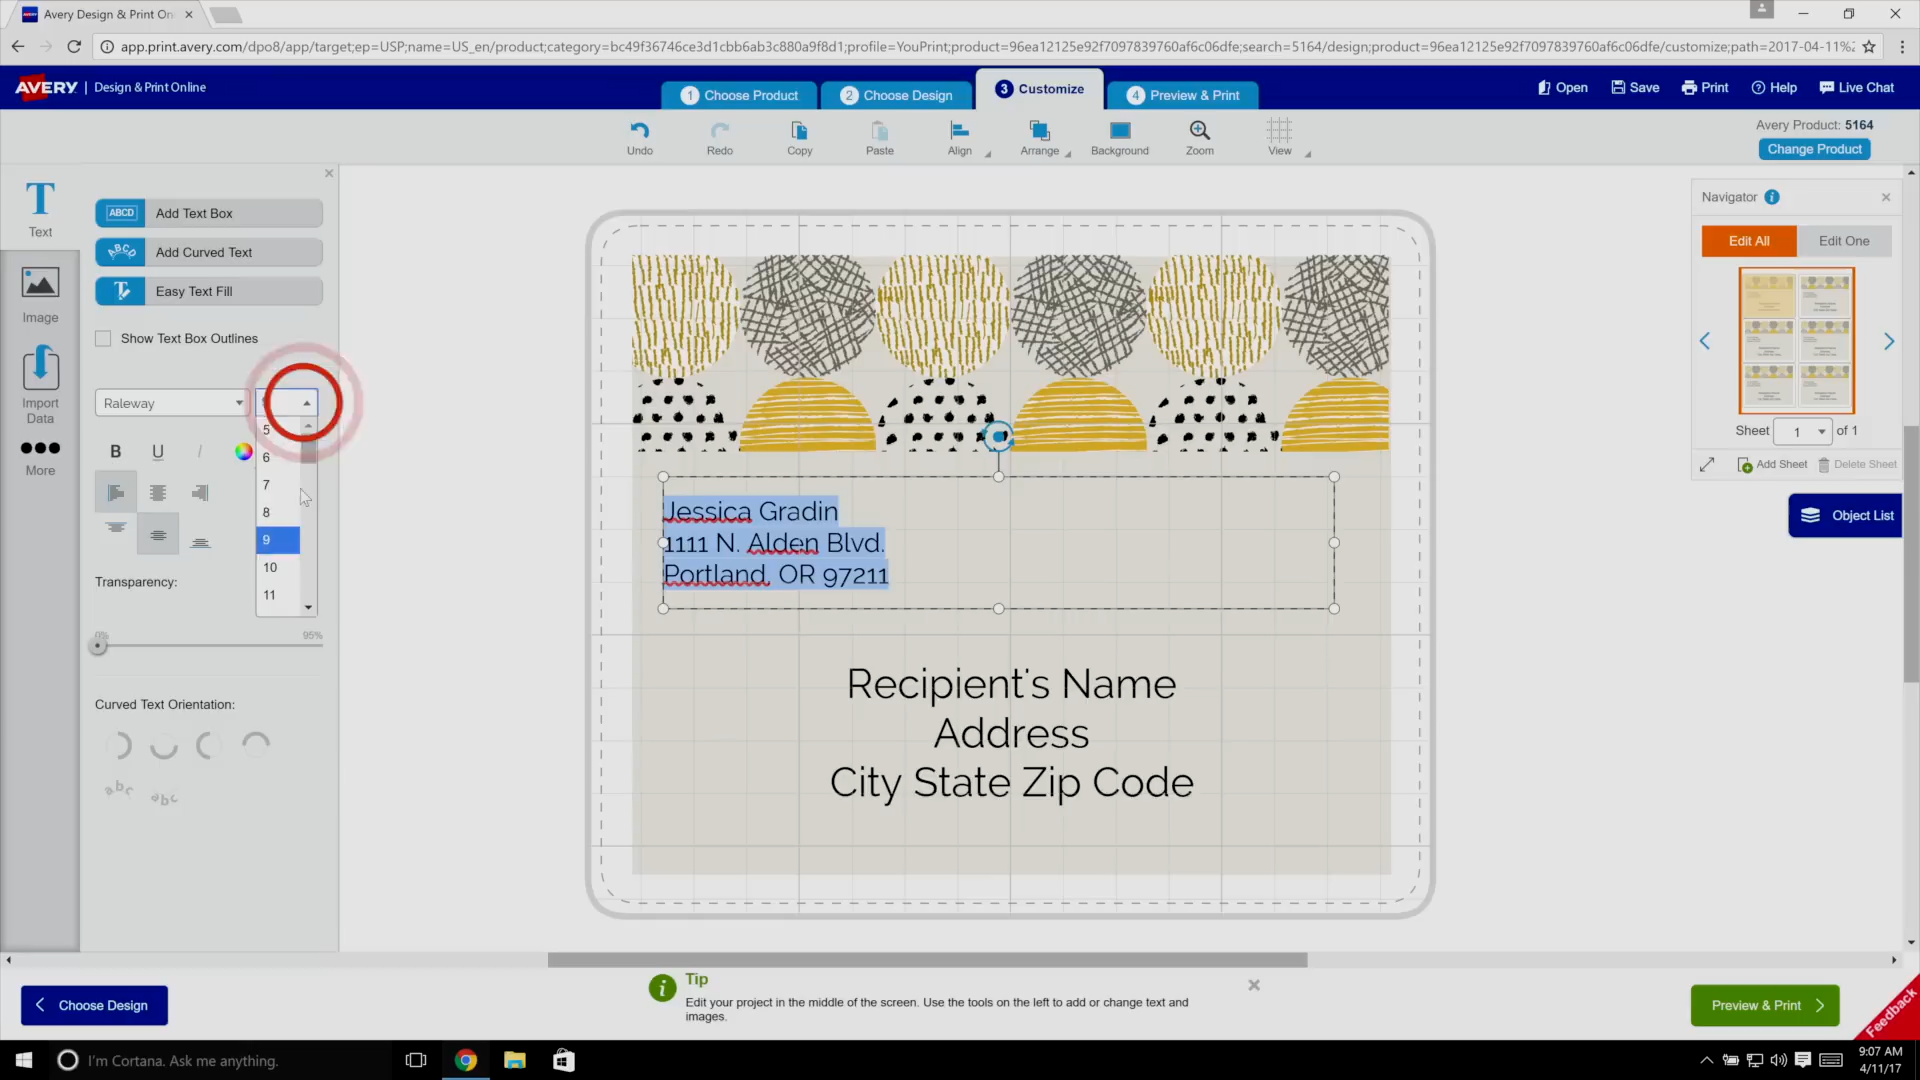 Avery Design & Print On
app.print.avery.com/dpo8/app/target;ep=USP;name=US_en/product;category=bc49f36746ce3d1cbb6ab3c880a9f8d1;profile=YouPrint;product=96ea12125e92f7097839760af6c06dfe;search=5164/design;product=96ea12125e92f7097839760af6c06dfe/customize;path=2017-04-11%2
AVERY | Design & Print Online
1 Choose Product
2 Choose Design
3 Customize
4 Preview & Print
Open
Save
Print
Help
Live Chat
Undo
Redo
Copy
Paste
Align
Arrange
Background
Zoom
View
Avery Product: 5164
Change Product
Text
Image
Import
Data
More
ABCD Add Text Box
ABCD Add Curved Text
Easy Text Fill
Show Text Box Outlines
Raleway
5
6
7
8
9
10
11
B U I
Transparency:
0% 95%
Curved Text Orientation:
abc abc
Jessica Gradin
1111 N. Alden Blvd.
Portland, OR 97211
Recipient's Name
Address
City State Zip Code
Navigator
Edit All
Edit One
Sheet 1 of 1
Add Sheet
Delete Sheet
Object List
Choose Design
Tip
Edit your project in the middle of the screen. Use the tools on the left to add or change text and
images.
Preview & Print
Feedback
I'm Cortana. Ask me anything.
9:07 AM
4/11/17